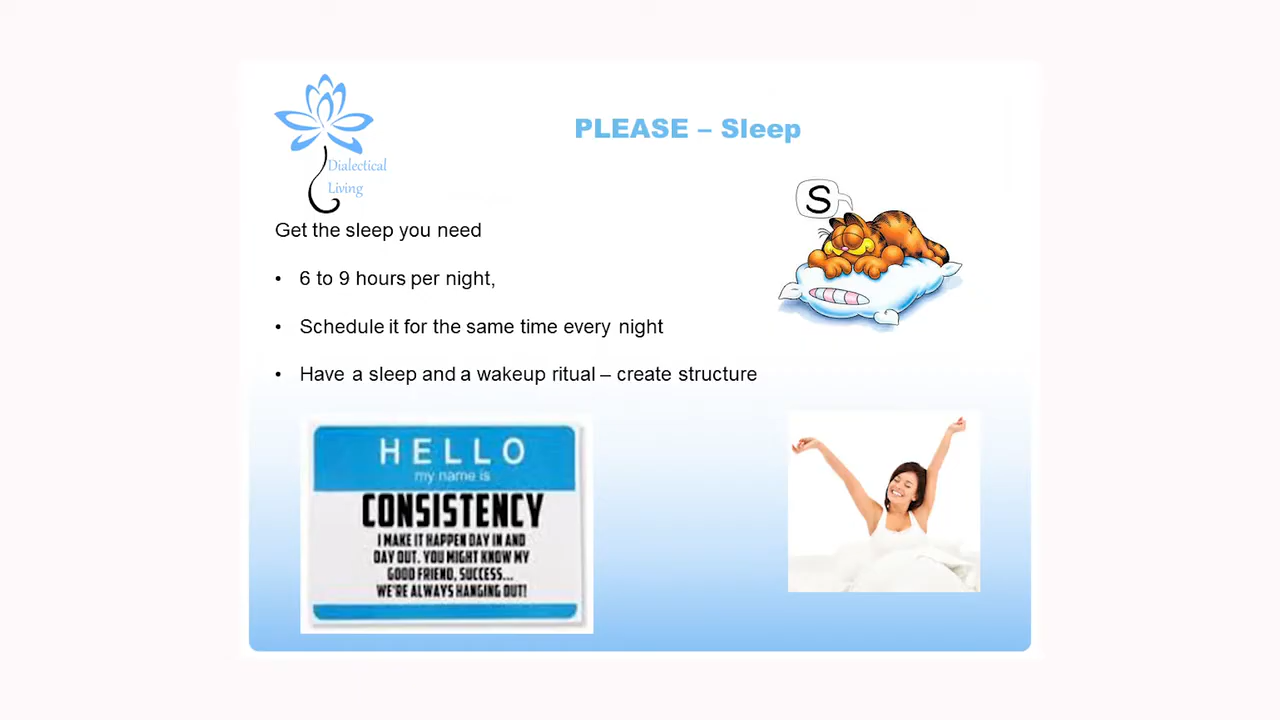 Dialectical
Living
PLEASE – Sleep
S
Get the sleep you need
• 6 to 9 hours per night,
• Schedule it for the same time every night
• Have a sleep and a wakeup ritual – create structure
HELLO
my name is
CONSISTENCY
I MAKE IT HAPPEN DAY IN AND
DAY OUT. YOU MIGHT KNOW MY
GOOD FRIEND, SUCCESS...
WE'RE ALWAYS HANGING OUT!